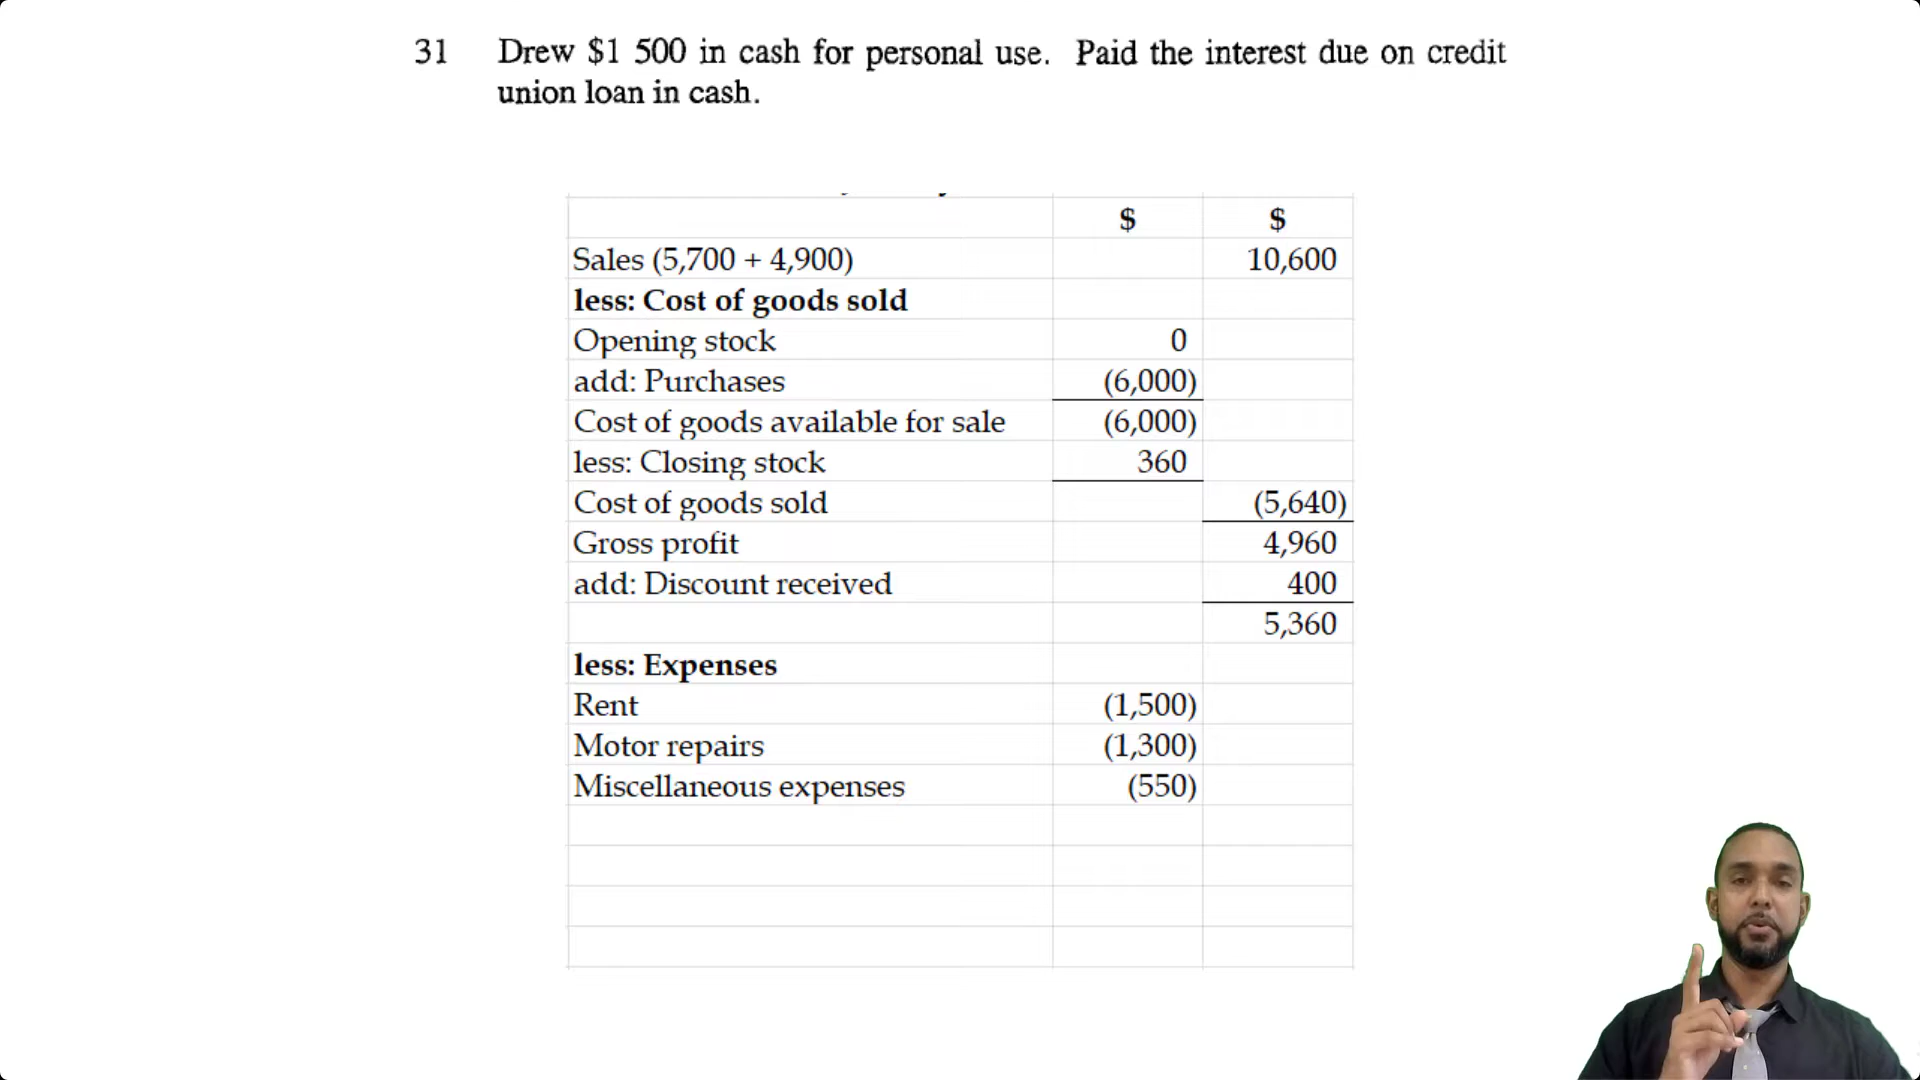 31 Drew $1 500 in cash for personal use. Paid the interest due on credit
union loan in cash.
$ $
Sales (5,700 + 4,900) 10,600
less: Cost of goods sold
Opening stock 0
add: Purchases (6,000)
Cost of goods available for sale (6,000)
less: Closing stock 360
Cost of goods sold (5,640)
Gross profit 4,960
add: Discount received 400
5,360
less: Expenses
Rent (1,500)
Motor repairs (1,300)
Miscellaneous expenses (550)